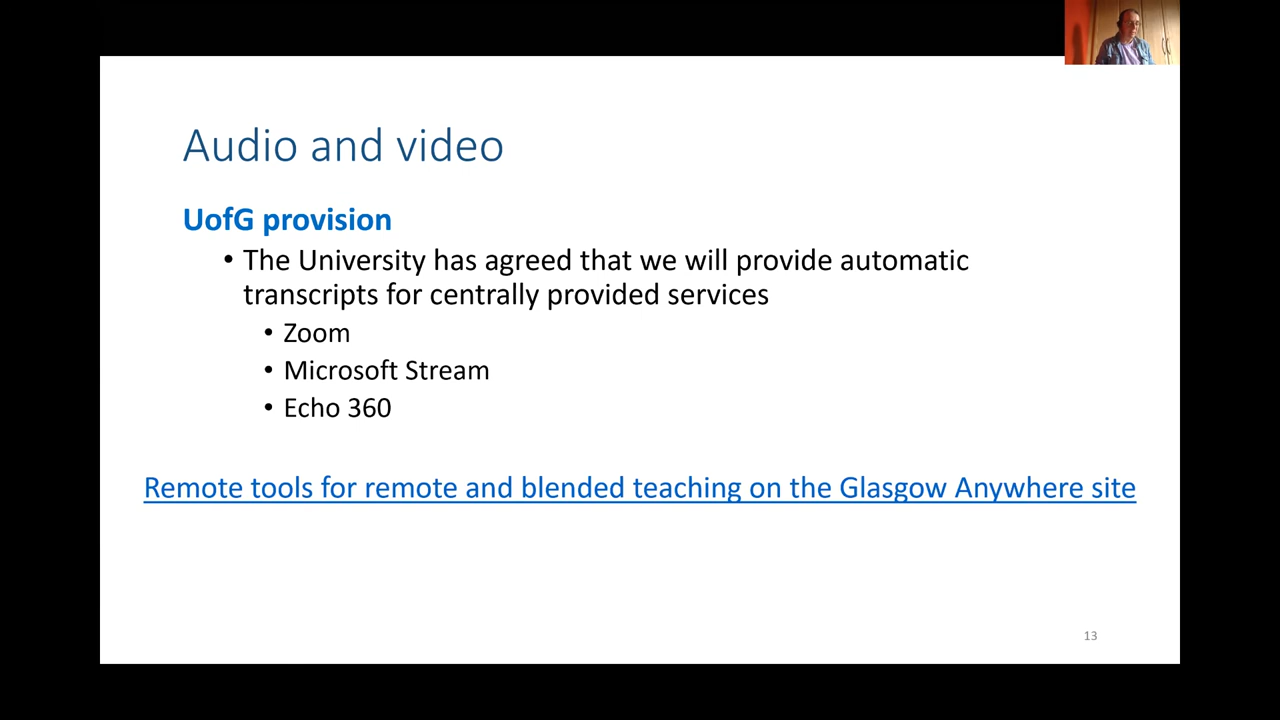 Audio and video
UofG provision
• The University has agreed that we will provide automatic
transcripts for centrally provided services
• Zoom
• Microsoft Stream
• Echo 360
Remote tools for remote and blended teaching on the Glasgow Anywhere site
13